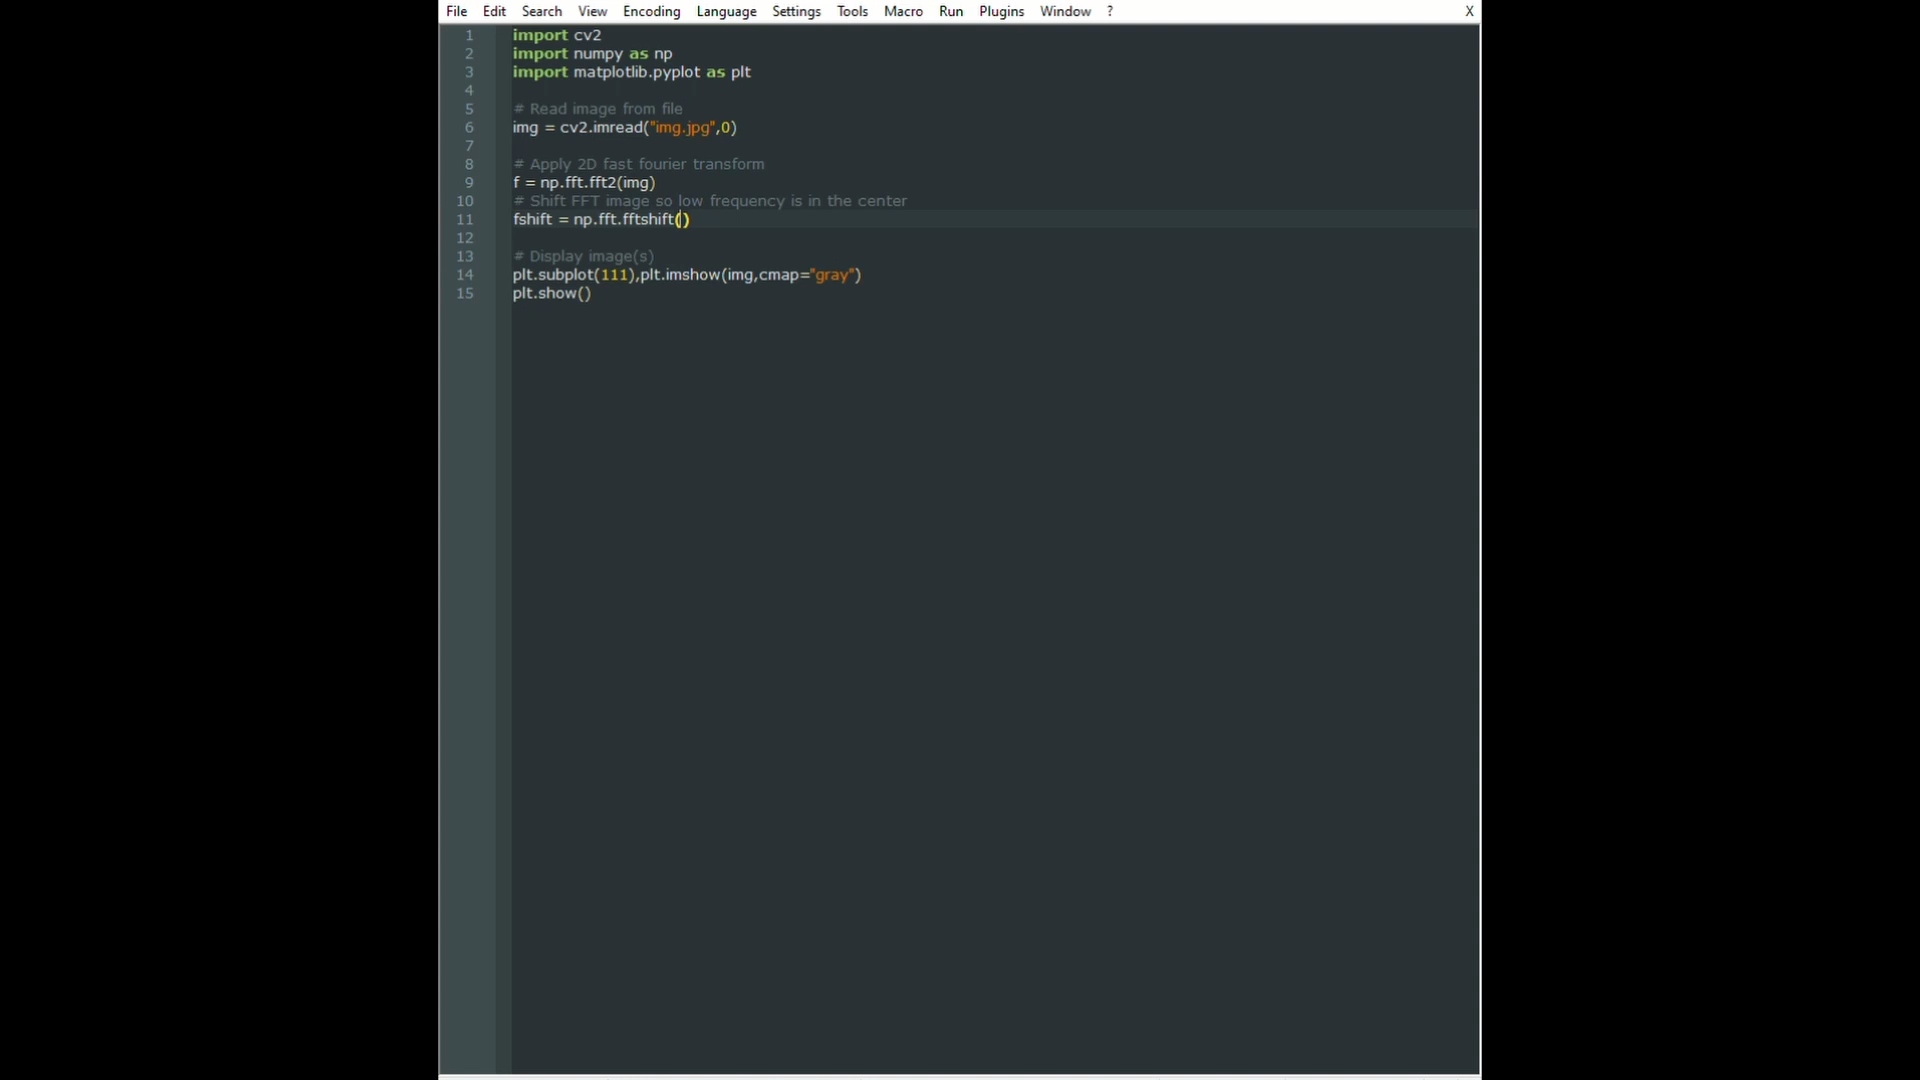 File Edit Search View Encoding Language Settings Tools Macro Run Plugins Window ? X
1 import cv2
2 import numpy as np
3 import matplotlib.pyplot as plt
4
5 # Read image from file
6 img = cv2.imread("img.jpg",0)
7
8 # Apply 2D fast fourier transform
9 f = np.fft.fft2(img)
10 # Shift FFT image so low frequency is in the center
11 fshift = np.fft.fftshift()
12
13 # Display image(s)
14 plt.subplot(111),plt.imshow(img,cmap="gray")
15 plt.show()